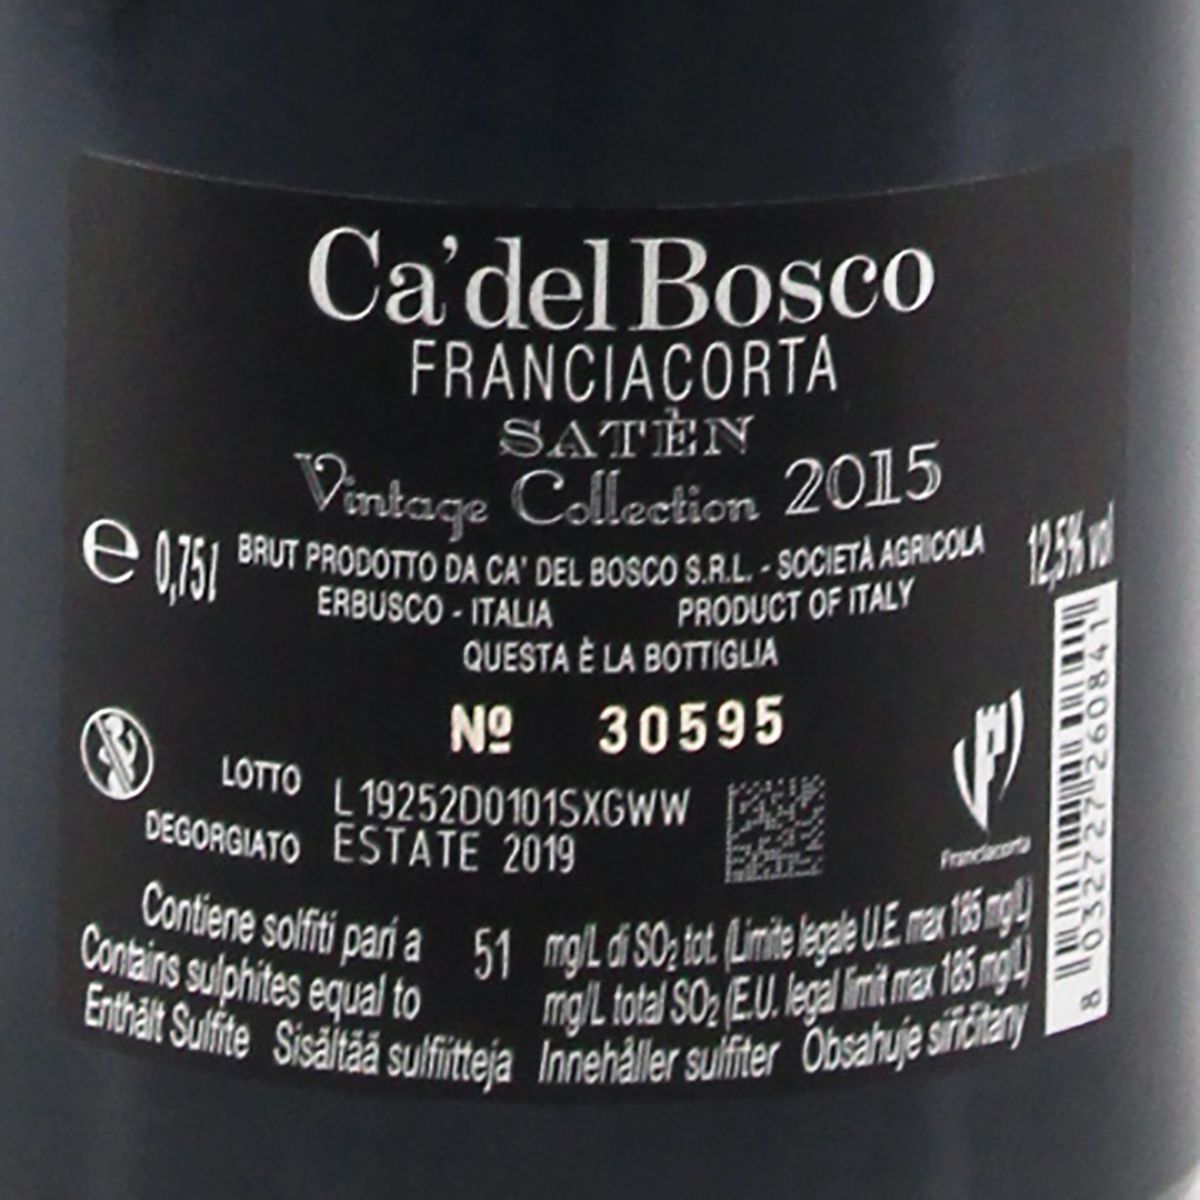 Ca'del Bosco
FRANCIACORTA
SATÈN
Vintage Collection 2015
e 0,75 l
BRUT PRODOTTO DA CA' DEL BOSCO S.R.L. - SOCIETÀ AGRICOLA
12,5% vol
ERBUSCO - ITALIA PRODUCT OF ITALY
QUESTA È LA BOTTIGLIA
Nº 30595
LOTTO L19252D0101SXGWW
DEGORGIATO ESTATE 2019
Franciacorta
8 032727 260841
Contiene solfiti pari a 51 mg/L di SO₂ tot. (Limite legale U.E. max 185 mg/L)
Contains sulphites equal to mg/L total SO₂ (E.U. legal limit max 185 mg/L)
Enthält Sulfite Sisältää sulfiitteja Innehåller sulfiter Obsahuje siřičitany